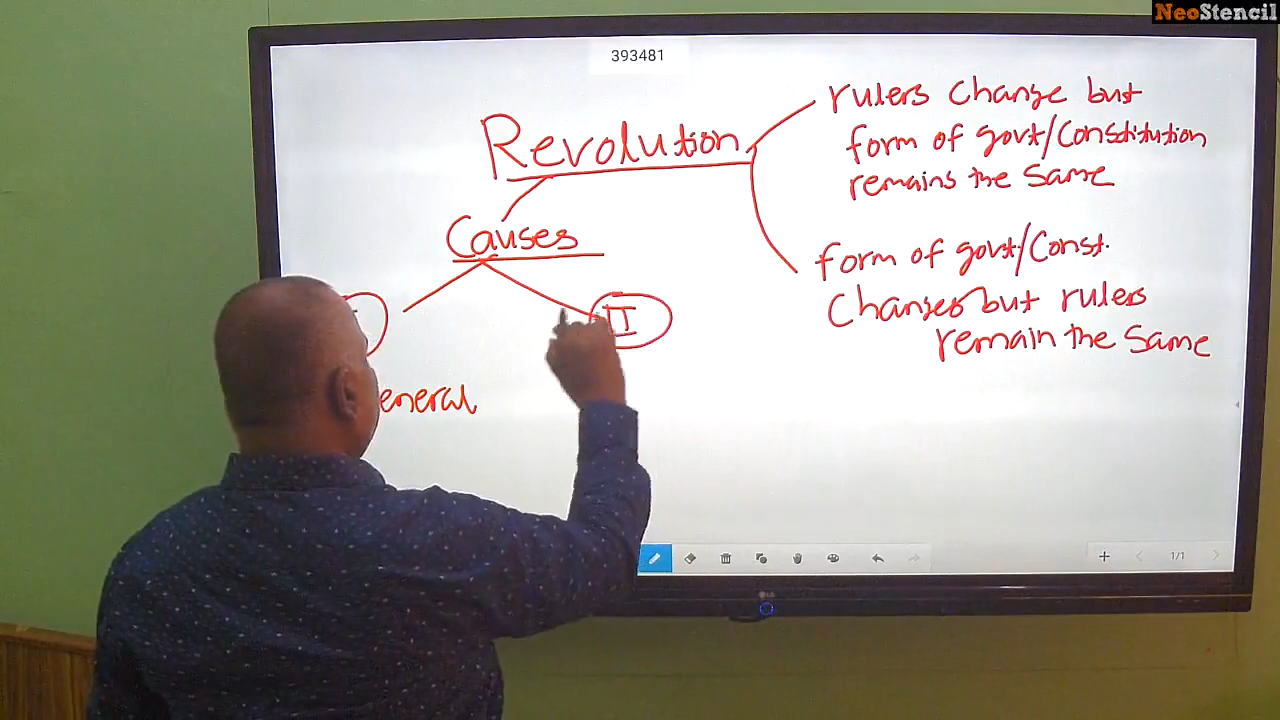 NeoStencil
393481
Revolution
rulers change but
form of govt/Constitution
remains the same
Causes
form of govt/Const.
Changes but rulers
remain the same
II
eneral
1/1
LG